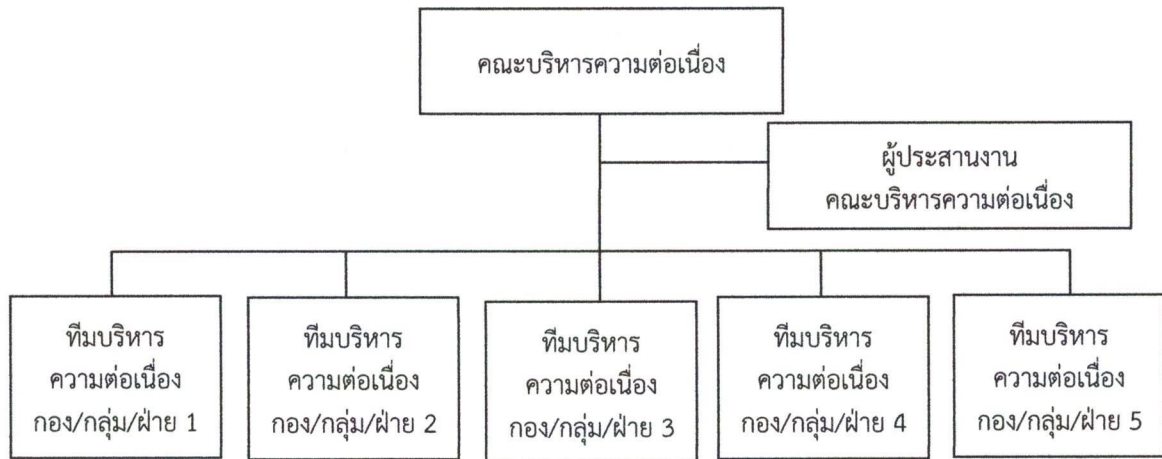 คณะบริหารความต่อเนื่อง
ผู้ประสานงาน
คณะบริหารความต่อเนื่อง
ทีมบริหาร
ความต่อเนื่อง
กอง/กลุ่ม/ฝ่าย 1
ทีมบริหาร
ความต่อเนื่อง
กอง/กลุ่ม/ฝ่าย 2
ทีมบริหาร
ความต่อเนื่อง
กอง/กลุ่ม/ฝ่าย 3
ทีมบริหาร
ความต่อเนื่อง
กอง/กลุ่ม/ฝ่าย 4
ทีมบริหาร
ความต่อเนื่อง
กอง/กลุ่ม/ฝ่าย 5